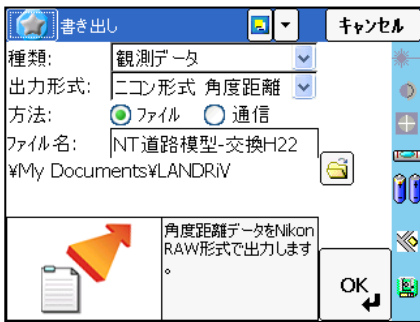 書き出し
キャンセル
種類: 観測データ
出力形式: ニコン形式 角度距離
方法: ファイル 通信
ファイル名: NT道路模型-交換H22
¥My Documents¥LANDRiV
角度距離データをNikon
RAW形式で出力します
。
OK